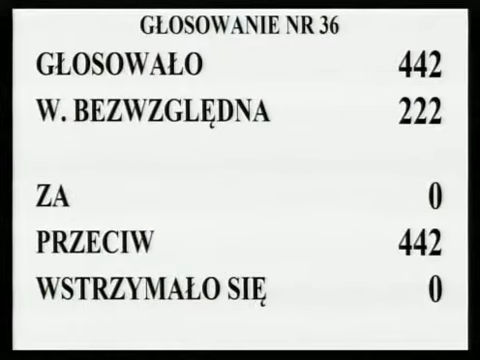 GŁOSOWANIE NR 36
GŁOSOWAŁO 442
W. BEZWZGLĘDNA 222
ZA 0
PRZECIW 442
WSTRZYMAŁO SIĘ 0